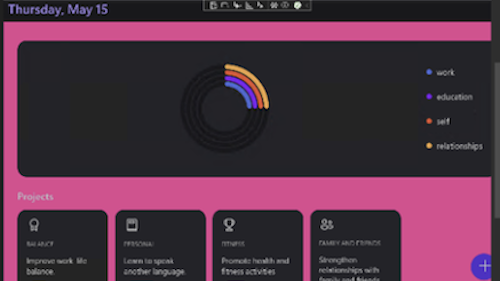 Thursday, May 15
work
education
self
relationships
Projects
BALANCE
Improve work life
balance.
PERSONAL
Learn to speak
another language.
FITNESS
Promote health and
fitness activities
FAMILY AND FRIENDS
Strengthen
relationships with
family and friends